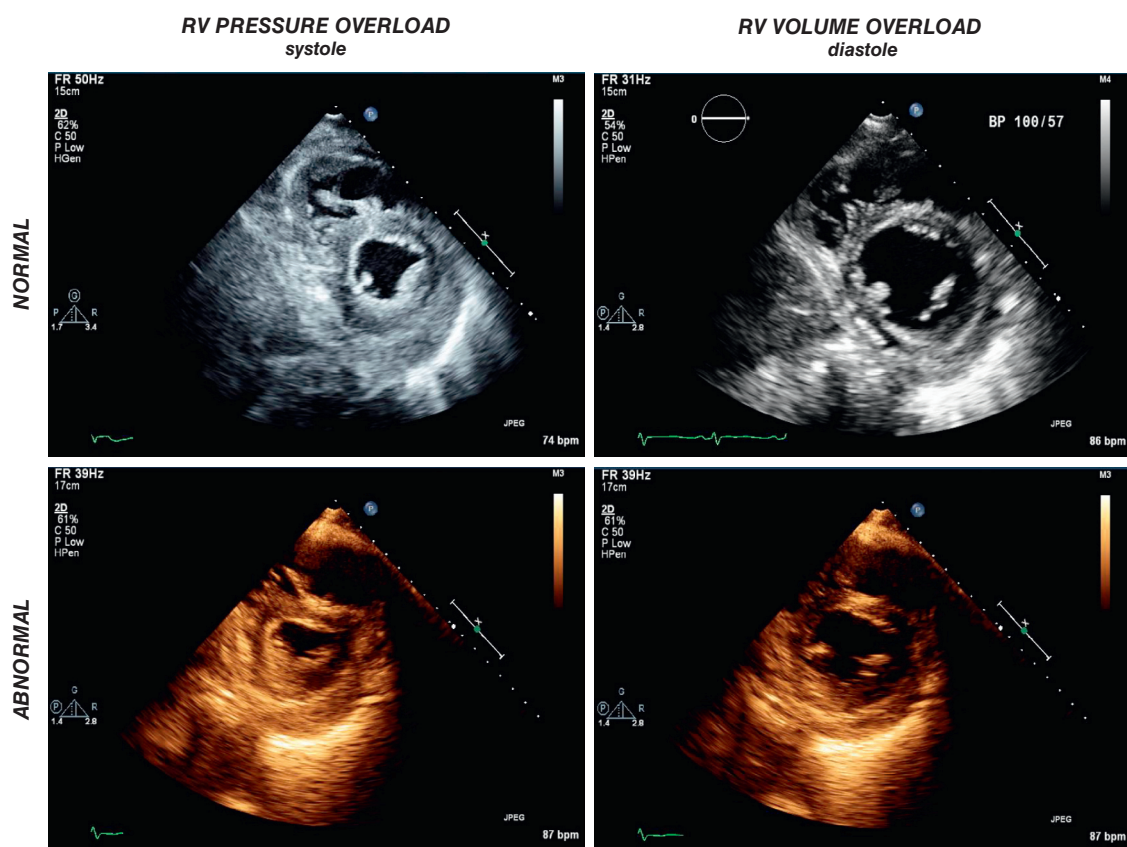 RV PRESSURE OVERLOAD
systole
RV VOLUME OVERLOAD
diastole
NORMAL
FR 50Hz
15cm
M3
2D
62%
C 50
P Low
HGen
P
x
G
P R
1.7 3.4
JPEG
74 bpm
FR 31Hz
15cm
M4
2D
54%
C 50
P Low
HPen
0
P
BP 100/57
x
G
P R
1.4 2.8
JPEG
86 bpm
ABNORMAL
FR 39Hz
17cm
M3
2D
61%
C 50
P Low
HPen
P
x
G
P R
1.4 2.8
JPEG
87 bpm
FR 39Hz
17cm
M3
2D
61%
C 50
P Low
HPen
P
x
G
P R
1.4 2.8
JPEG
87 bpm